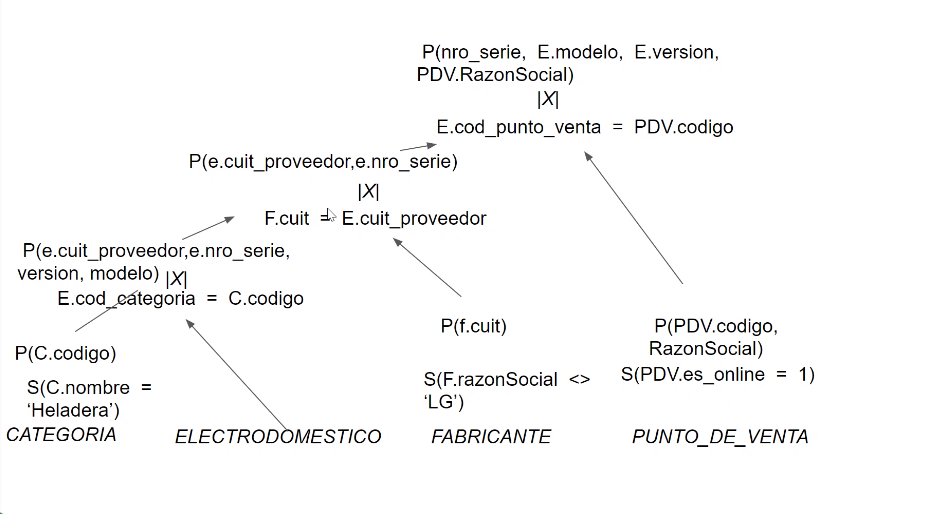 P(nro_serie, E.modelo, E.version,
PDV.RazonSocial)
|X|
E.cod_punto_venta = PDV.codigo
P(e.cuit_proveedor,e.nro_serie)
|X|
F.cuit = E.cuit_proveedor
P(e.cuit_proveedor,e.nro_serie,
version, modelo)
|X|
E.cod_categoria = C.codigo
P(C.codigo)
S(C.nombre =
‘Heladera’)
CATEGORIA
ELECTRODOMESTICO
P(f.cuit)
S(F.razonSocial <>
‘LG’)
FABRICANTE
P(PDV.codigo,
RazonSocial)
S(PDV.es_online = 1)
PUNTO_DE_VENTA